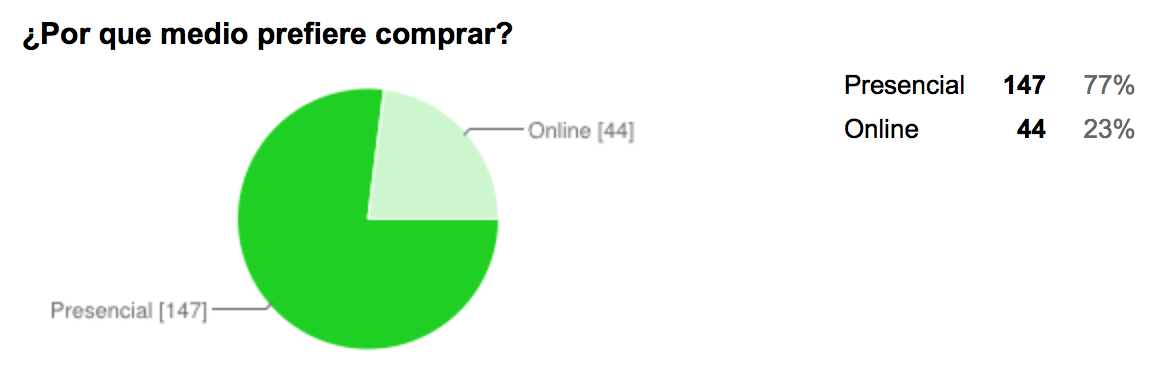 ¿Por que medio prefiere comprar?
Presencial 147 77%
Online 44 23%
Online [44]
Presencial [147]